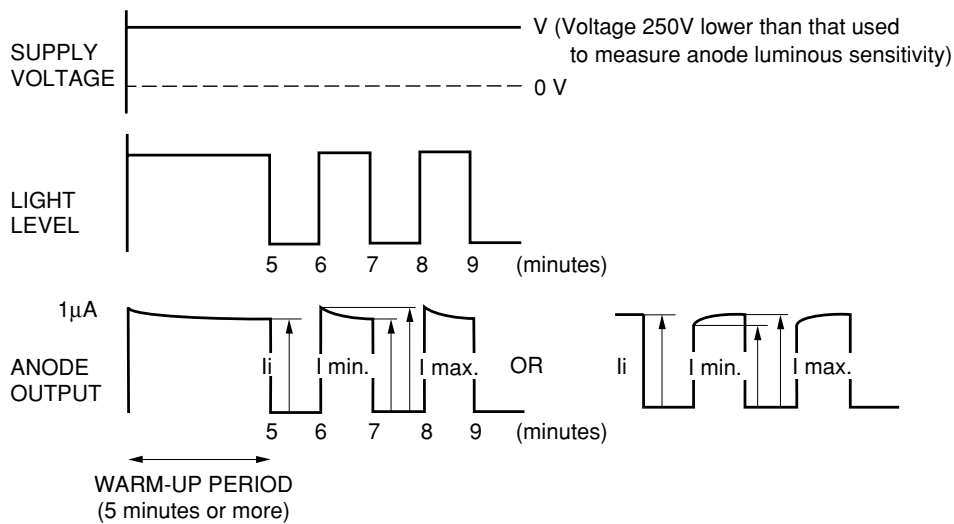 V (Voltage 250V lower than that used
to measure anode luminous sensitivity)
SUPPLY
VOLTAGE
0 V
LIGHT
LEVEL
5 6 7 8 9 (minutes)
1μA
ANODE
OUTPUT
Ii I min. I max. OR Ii I min. I max.
5 6 7 8 9 (minutes)
WARM-UP PERIOD
(5 minutes or more)